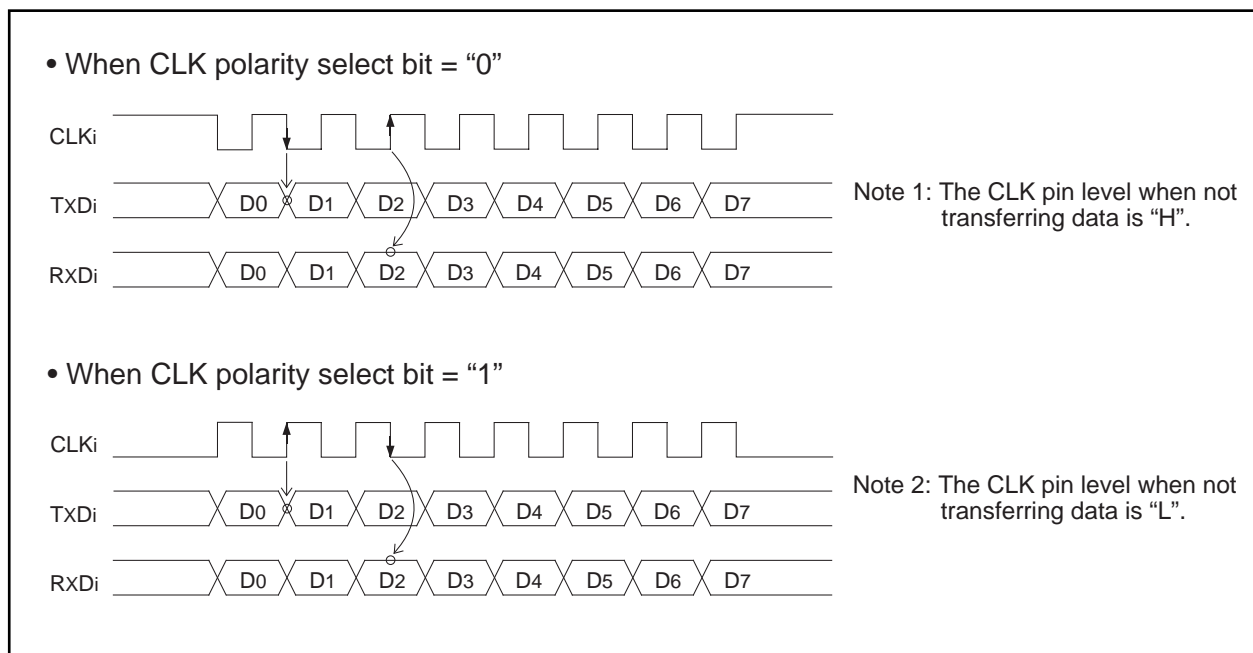 • When CLK polarity select bit = “0”
CLKi
TXDi D0 D1 D2 D3 D4 D5 D6 D7
RXDi D0 D1 D2 D3 D4 D5 D6 D7
Note 1: The CLK pin level when not
transferring data is “H”.
• When CLK polarity select bit = “1”
CLKi
TXDi D0 D1 D2 D3 D4 D5 D6 D7
RXDi D0 D1 D2 D3 D4 D5 D6 D7
Note 2: The CLK pin level when not
transferring data is “L”.